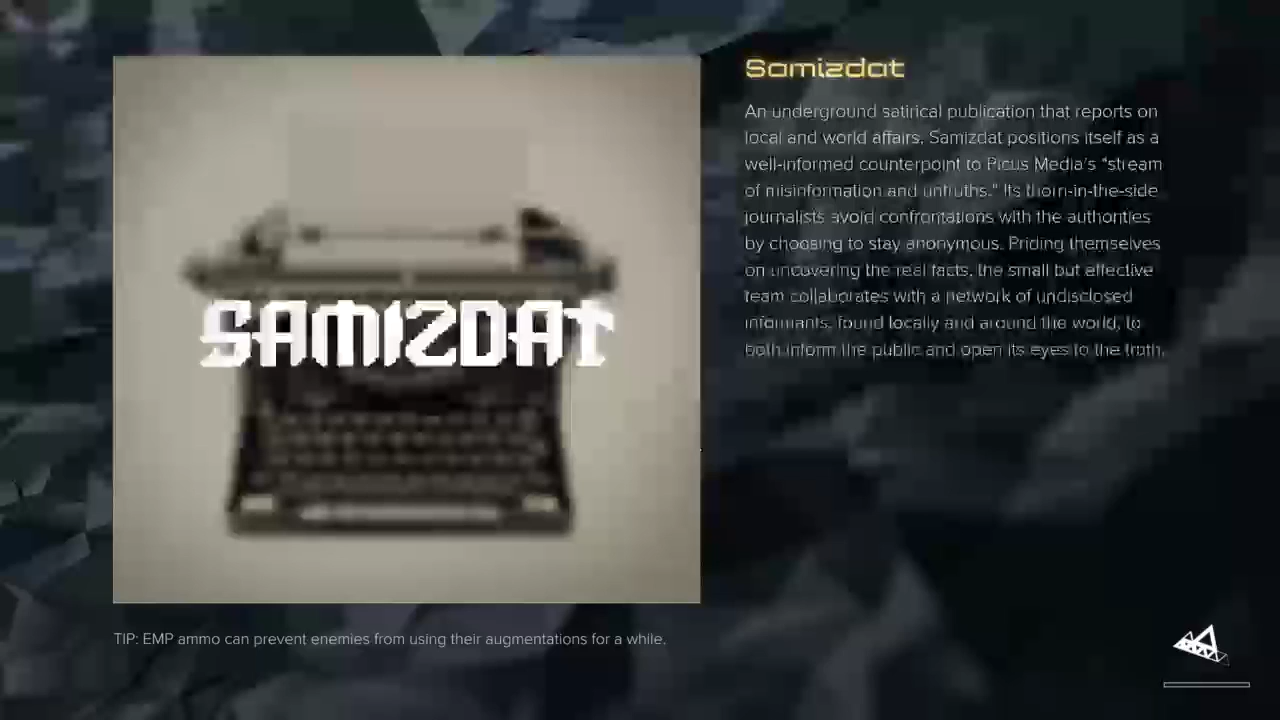 Samizdat
An underground satirical publication that reports on
local and world affairs, Samizdat positions itself as a
well-informed counterpoint to Picus Media's "stream
of misinformation and untruths." Its thorn-in-the-side
journalists avoid confrontations with the authorities
by choosing to stay anonymous. Priding themselves
on uncovering the real facts, the small but effective
team collaborates with a network of undisclosed
informants, found locally and around the world, to
both inform the public and open its eyes to the truth.
SAMIZDAT
TIP: EMP ammo can prevent enemies from using their augmentations for a while.